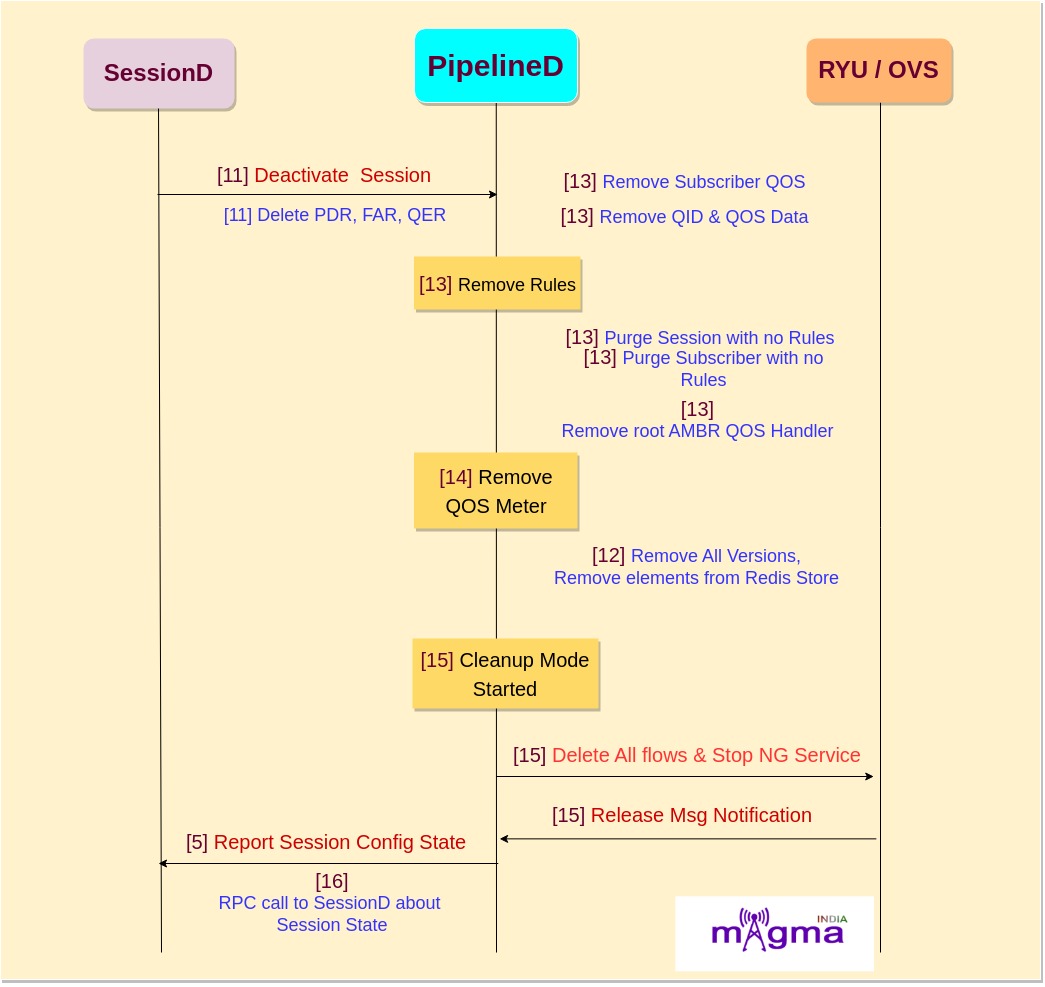 SessionD
PipelineD
RYU / OVS
[11] Deactivate  Session
[11] Delete PDR, FAR, QER
[13] Remove Subscriber QOS
[13] Remove QID & QOS Data
[13] Remove Rules
[13] Purge Session with no Rules
[13] Purge Subscriber with no
Rules
[13]
Remove root AMBR QOS Handler
[14] Remove
QOS Meter
[12] Remove All Versions,
Remove elements from Redis Store
[15] Cleanup Mode
Started
[15] Delete All flows & Stop NG Service
[15] Release Msg Notification
[5] Report Session Config State
[16]
RPC call to SessionD about
Session State
INDIA
magma